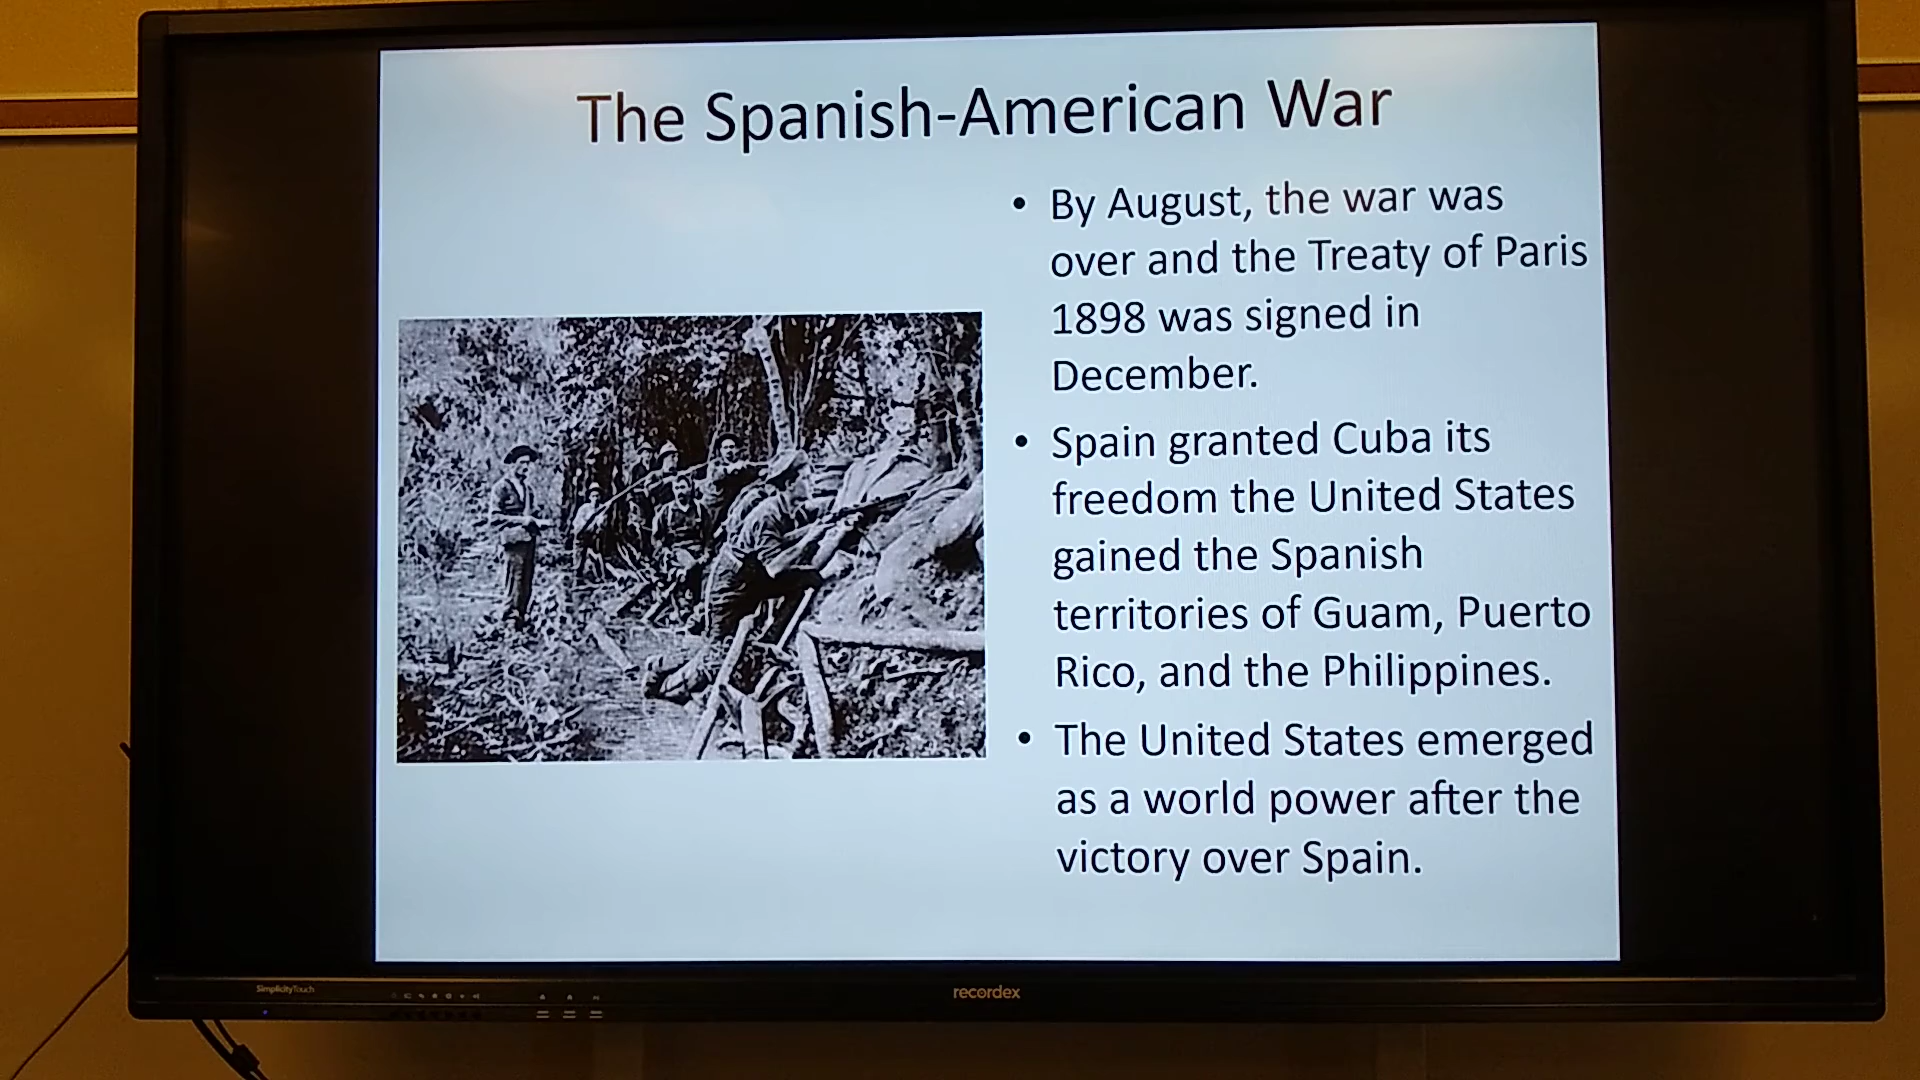 The Spanish-American War
• By August, the war was
over and the Treaty of Paris
1898 was signed in
December.
• Spain granted Cuba its
freedom the United States
gained the Spanish
territories of Guam, Puerto
Rico, and the Philippines.
• The United States emerged
as a world power after the
victory over Spain.
SimplicityTouch
recordex